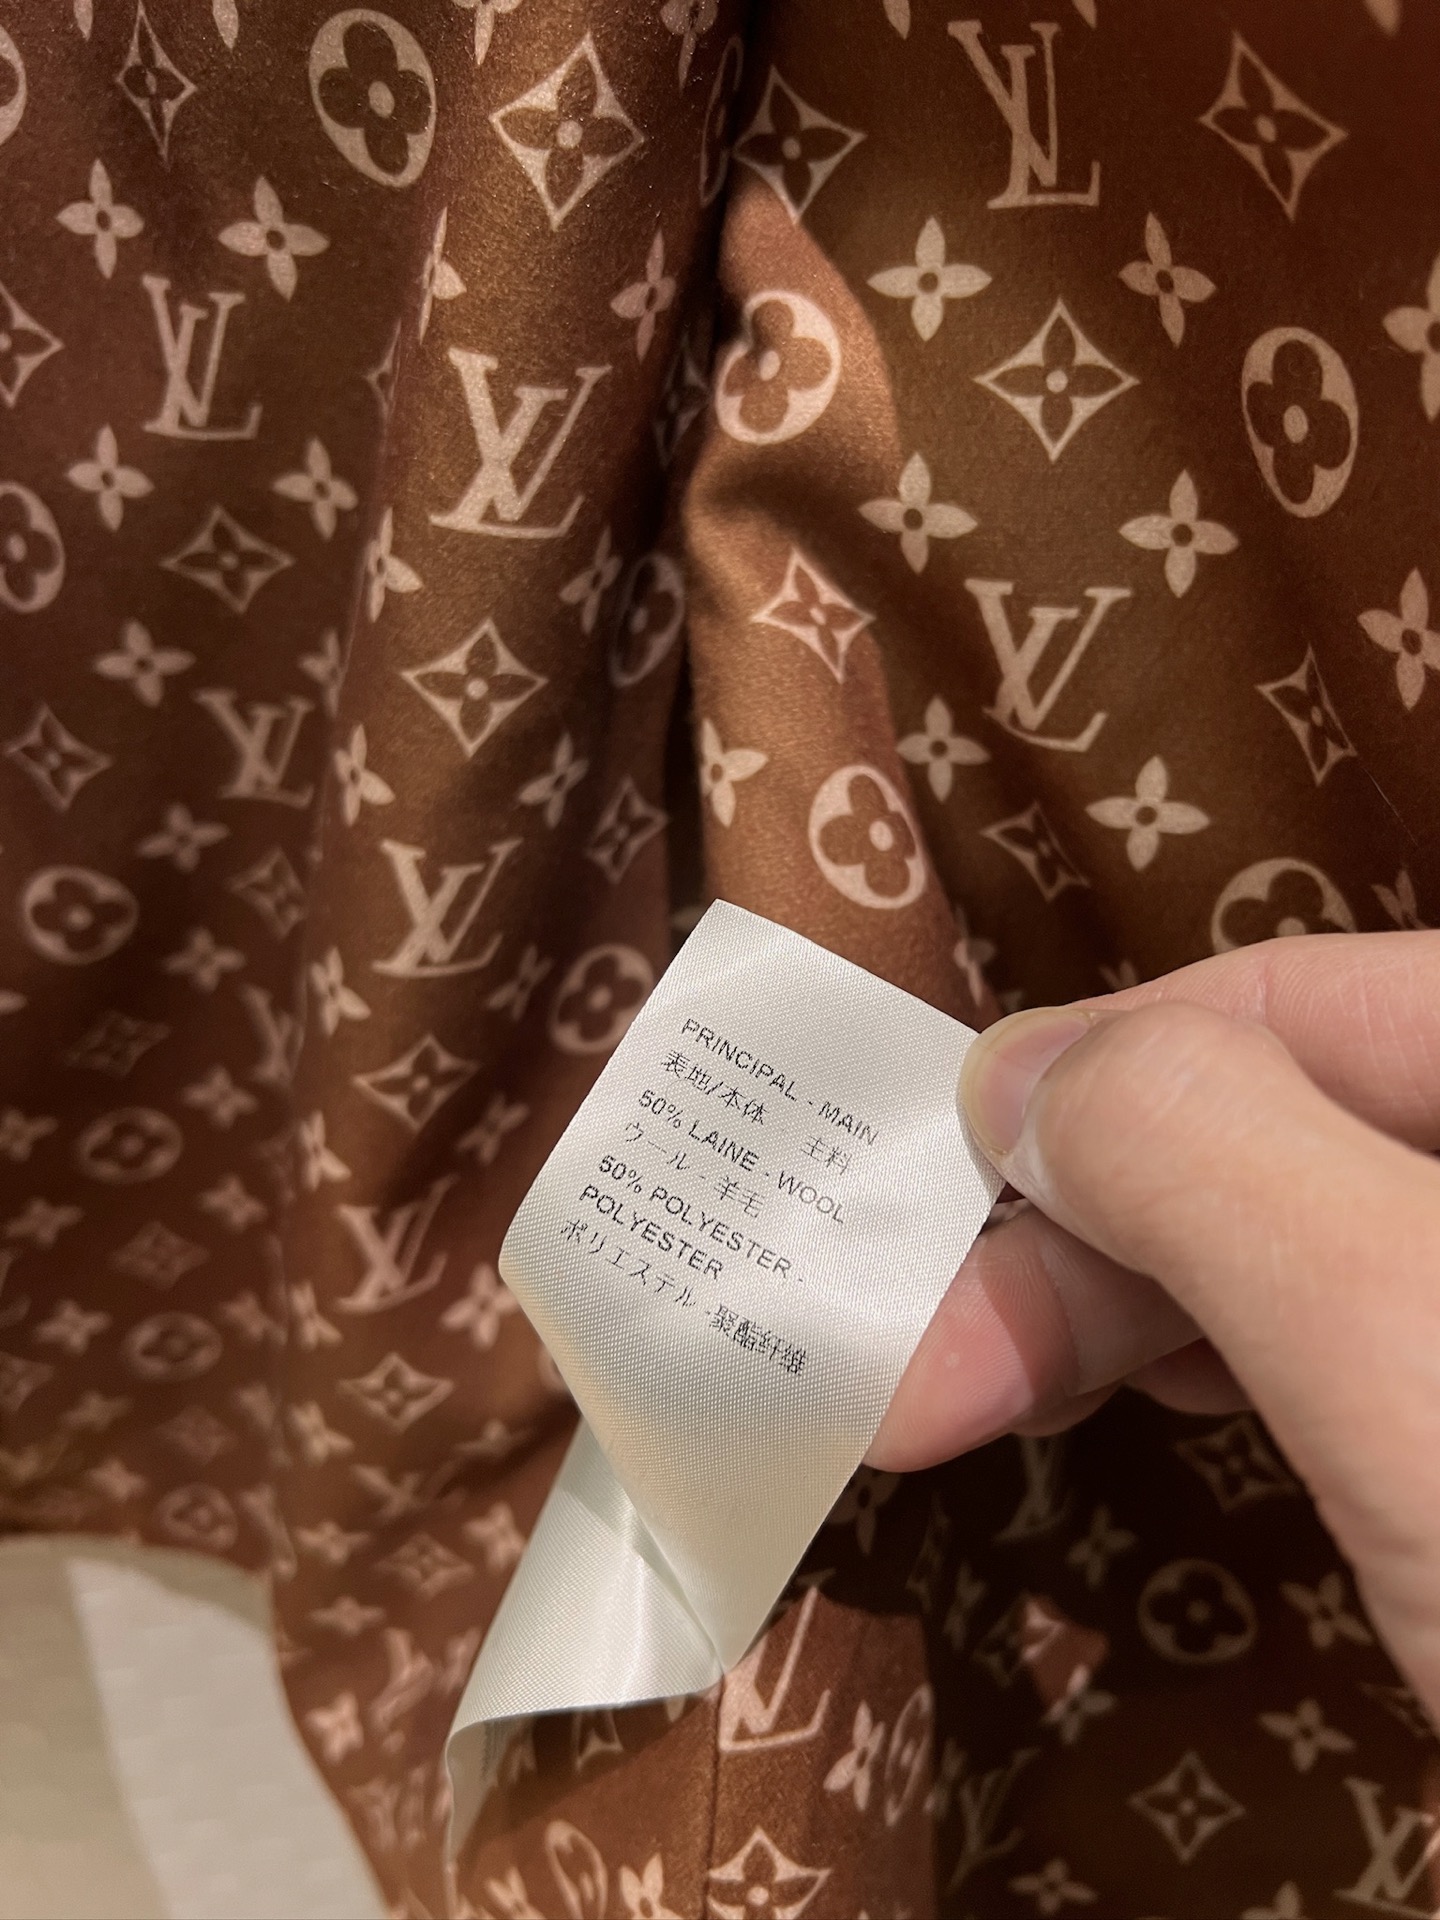 PRINCIPAL - MAIN
表地/本体 主料
50% LAINE - WOOL
ウール - 羊毛
50% POLYESTER -
POLYESTER
ポリエステル - 聚酯纤维